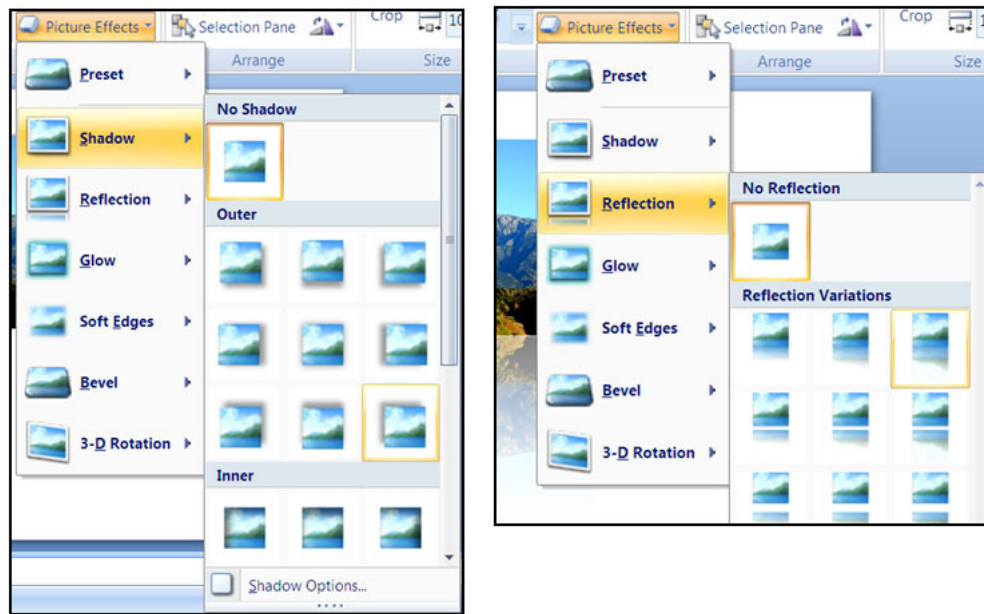 Picture Effects
Selection Pane
Crop
10
Arrange
Size
Preset
No Shadow
Shadow
Reflection
Outer
Glow
Soft Edges
Bevel
3-D Rotation
Inner
Shadow Options...
Picture Effects
Selection Pane
Crop
1
Arrange
Size
Preset
Shadow
No Reflection
Reflection
Glow
Reflection Variations
Soft Edges
Bevel
3-D Rotation